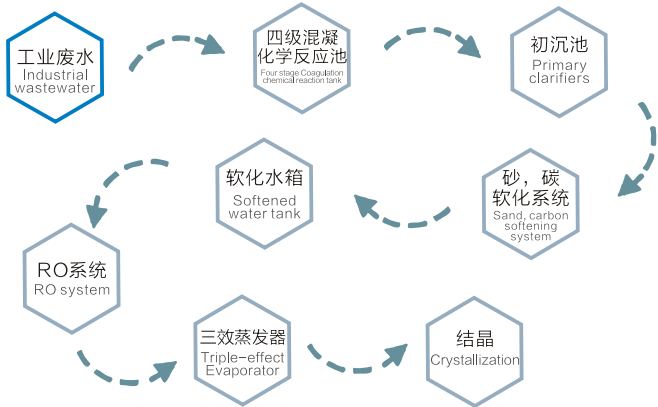 工业废水
Industrial
wastewater
四级混凝
化学反应池
Four stage Coagulation
chemical reaction tank
初沉池
Primary
clarifiers
砂，碳
软化系统
Sand, carbon
softening
system
软化水箱
Softened
water tank
RO系统
RO system
三效蒸发器
Triple-effect
Evaporator
结晶
Crystallization